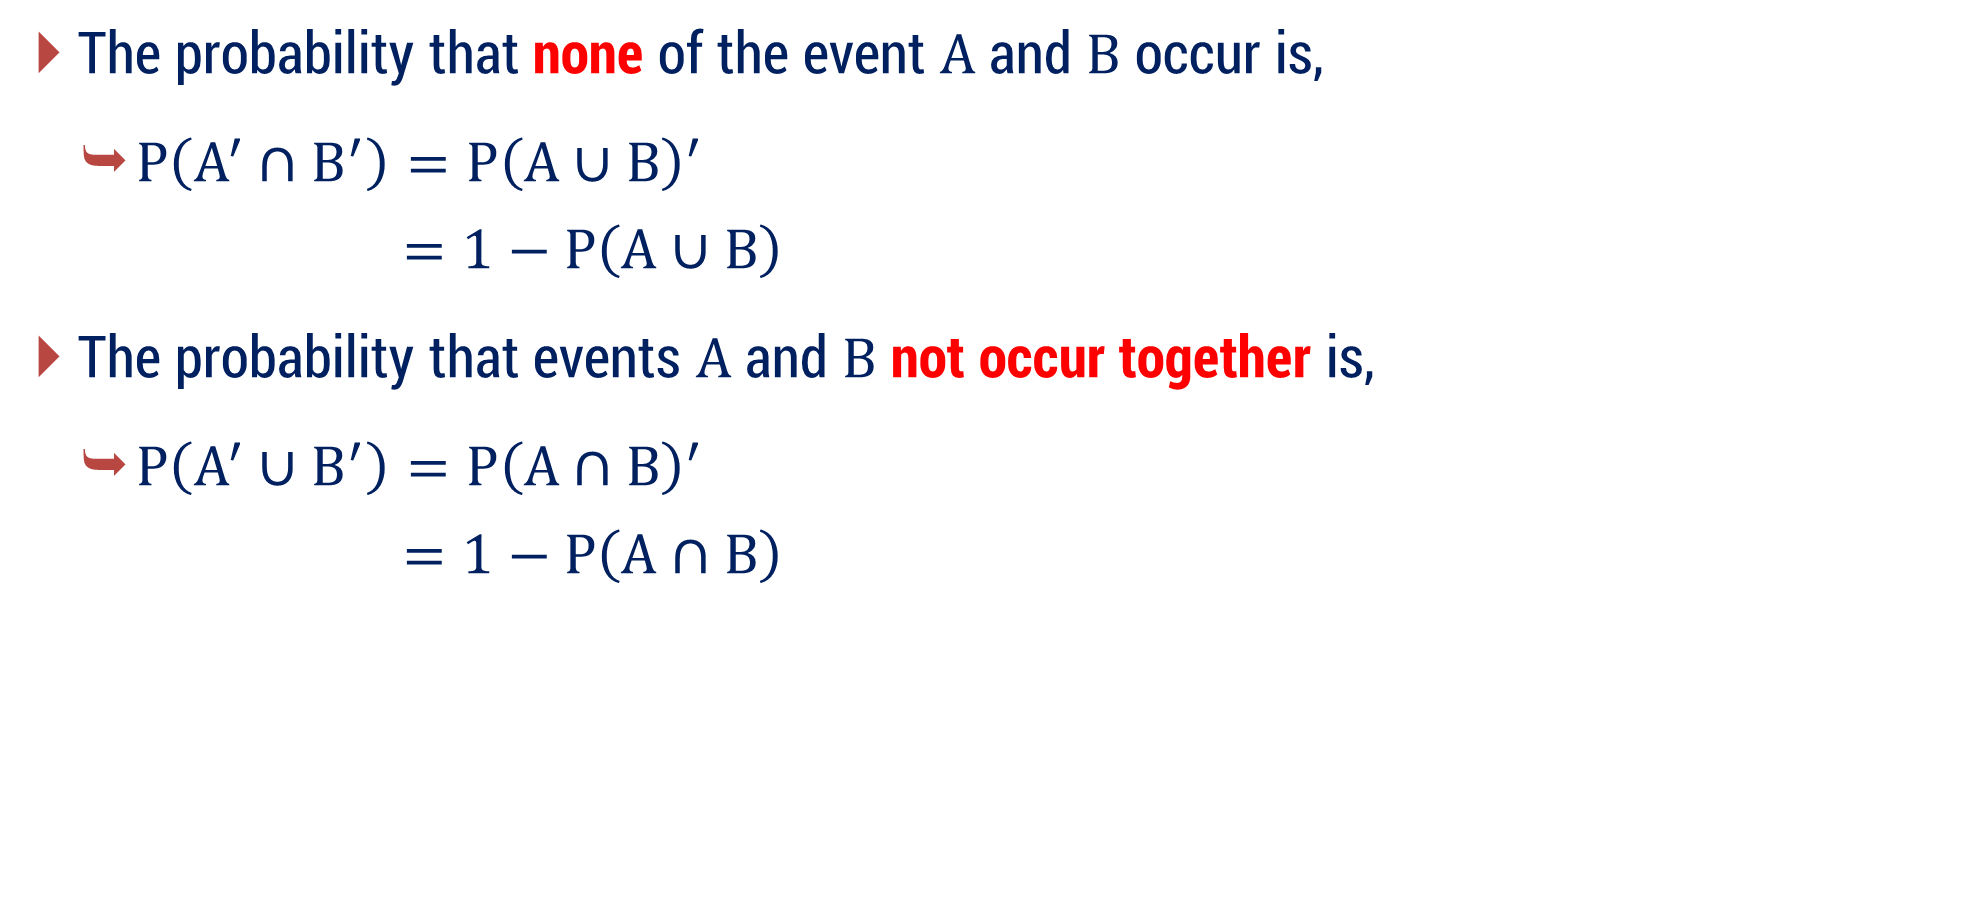 The probability that none of the event A and B occur is,
P(A′ ∩ B′) = P(A ∪ B)′
= 1 − P(A ∪ B)
The probability that events A and B not occur together is,
P(A′ ∪ B′) = P(A ∩ B)′
= 1 − P(A ∩ B)